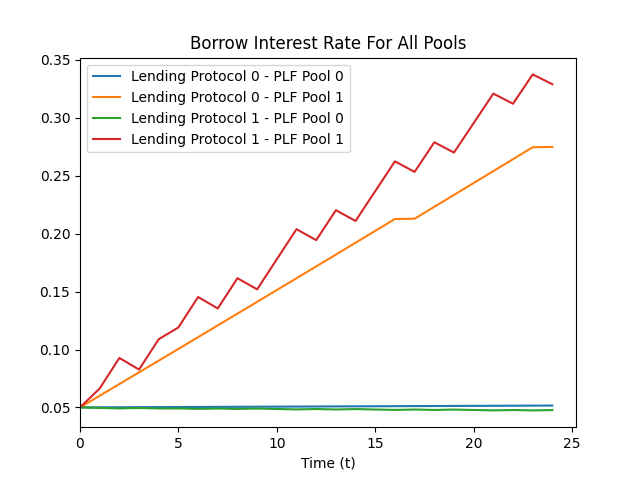 Borrow Interest Rate For All Pools
Lending Protocol 0 - PLF Pool 0
Lending Protocol 0 - PLF Pool 1
Lending Protocol 1 - PLF Pool 0
Lending Protocol 1 - PLF Pool 1
0.35
0.30
0.25
0.20
0.15
0.10
0.05
0 5 10 15 20 25
Time (t)